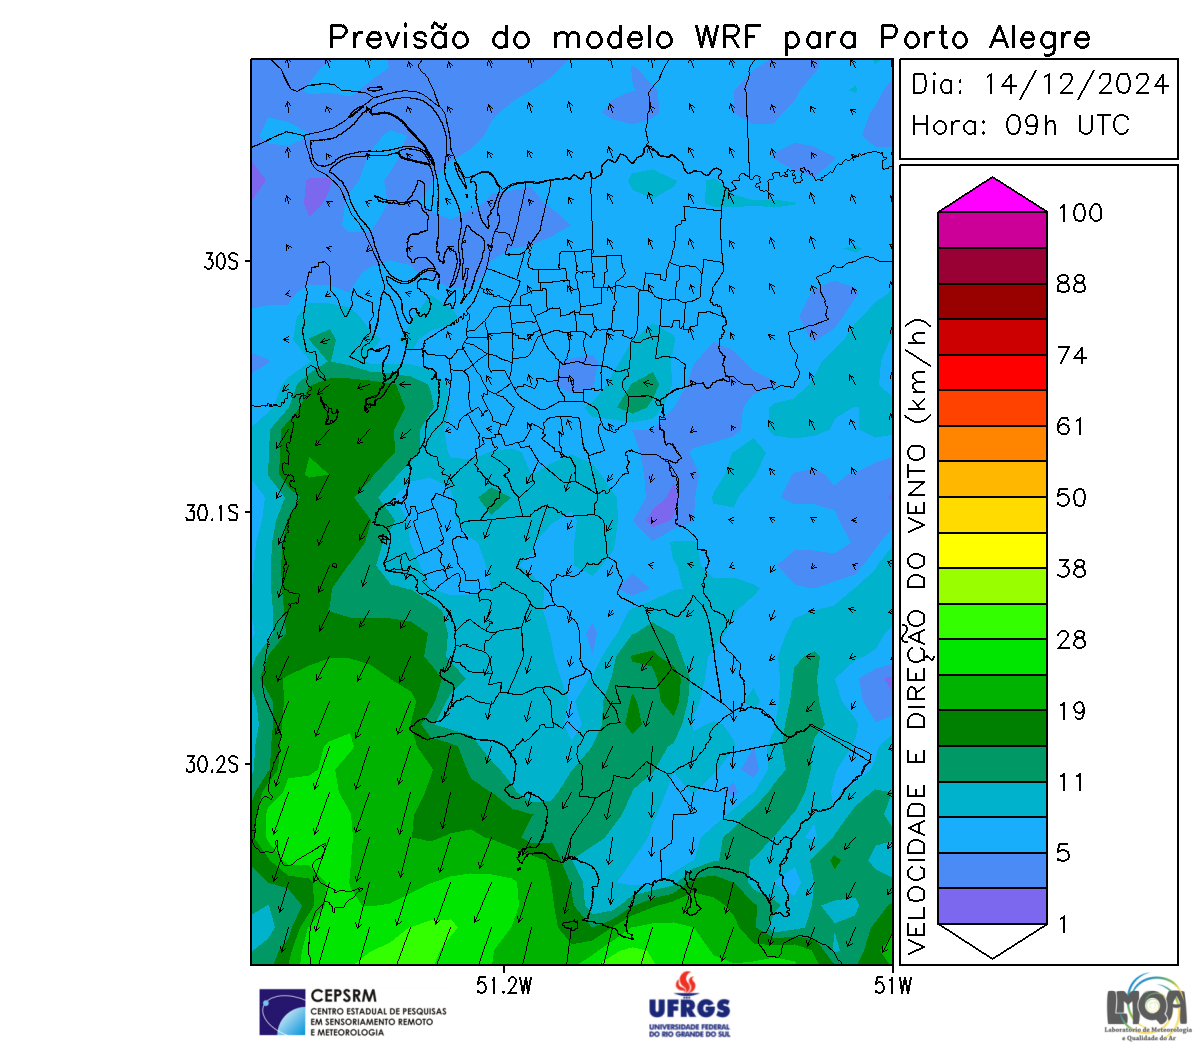 Previsão do modelo WRF para Porto Alegre
Dia: 14/12/2024
Hora: 09h UTC
30S
30.1S
30.2S
51.2W
51W
VELOCIDADE E DIREÇÃO DO VENTO (km/h)
100
88
74
61
50
38
28
19
11
5
1
CEPSRM
CENTRO ESTADUAL DE PESQUISAS
EM SENSORIAMENTO REMOTO
E METEOROLOGIA
UFRGS
UNIVERSIDADE FEDERAL
DO RIO GRANDE DO SUL
LMQA
Laboratório de Meteorologia
e Qualidade do Ar